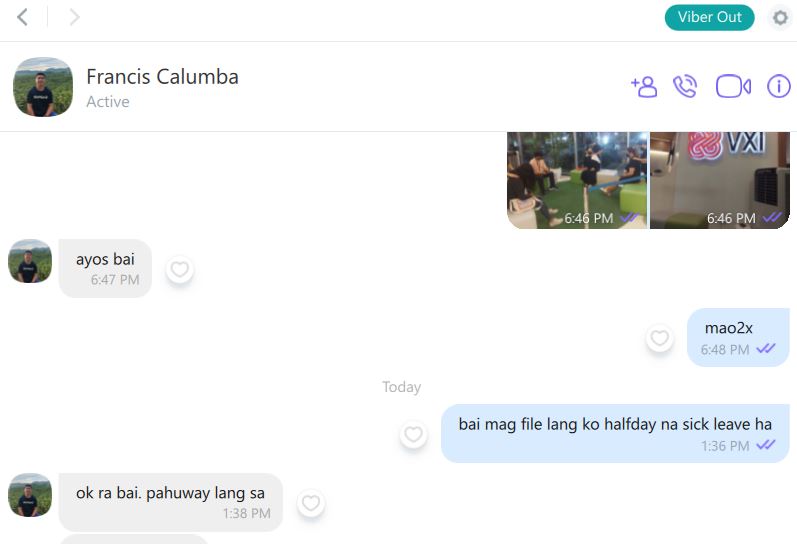 Viber Out
Francis Calumba
Active
VXI
6:46 PM
6:46 PM
ayos bai
6:47 PM
mao2x
6:48 PM
Today
bai mag file lang ko halfday na sick leave ha
1:36 PM
ok ra bai. pahuway lang sa
1:38 PM